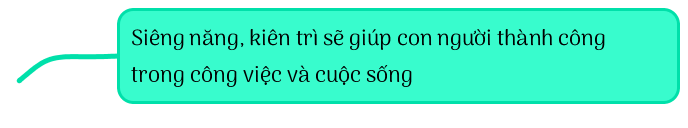 Siêng năng, kiên trì sẽ giúp con người thành công
trong công việc và cuộc sống